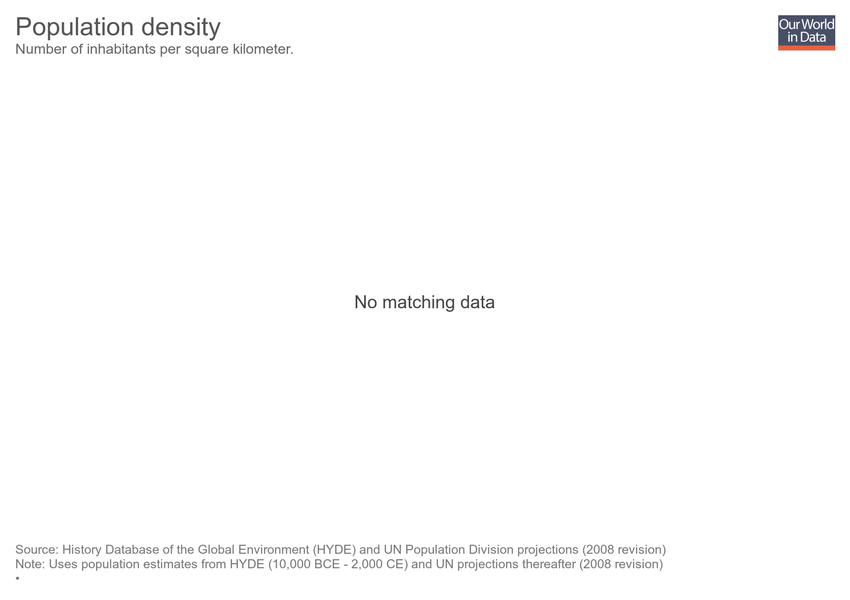 Population density
Number of inhabitants per square kilometer.
Our World
in Data
No matching data
Source: History Database of the Global Environment (HYDE) and UN Population Division projections (2008 revision)
Note: Uses population estimates from HYDE (10,000 BCE - 2,000 CE) and UN projections thereafter (2008 revision)
•